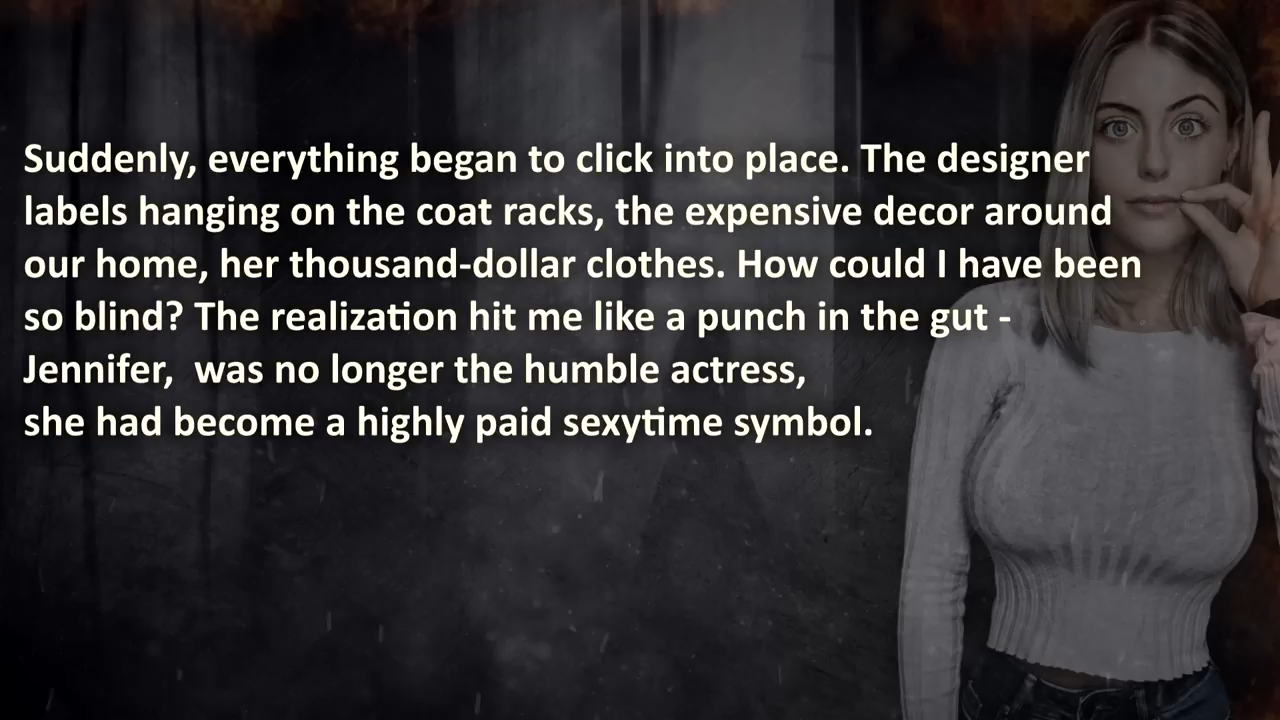 Suddenly, everything began to click into place. The designer
labels hanging on the coat racks, the expensive decor around
our home, her thousand-dollar clothes. How could I have been
so blind? The realization hit me like a punch in the gut -
Jennifer,  was no longer the humble actress,
she had become a highly paid sexytime symbol.